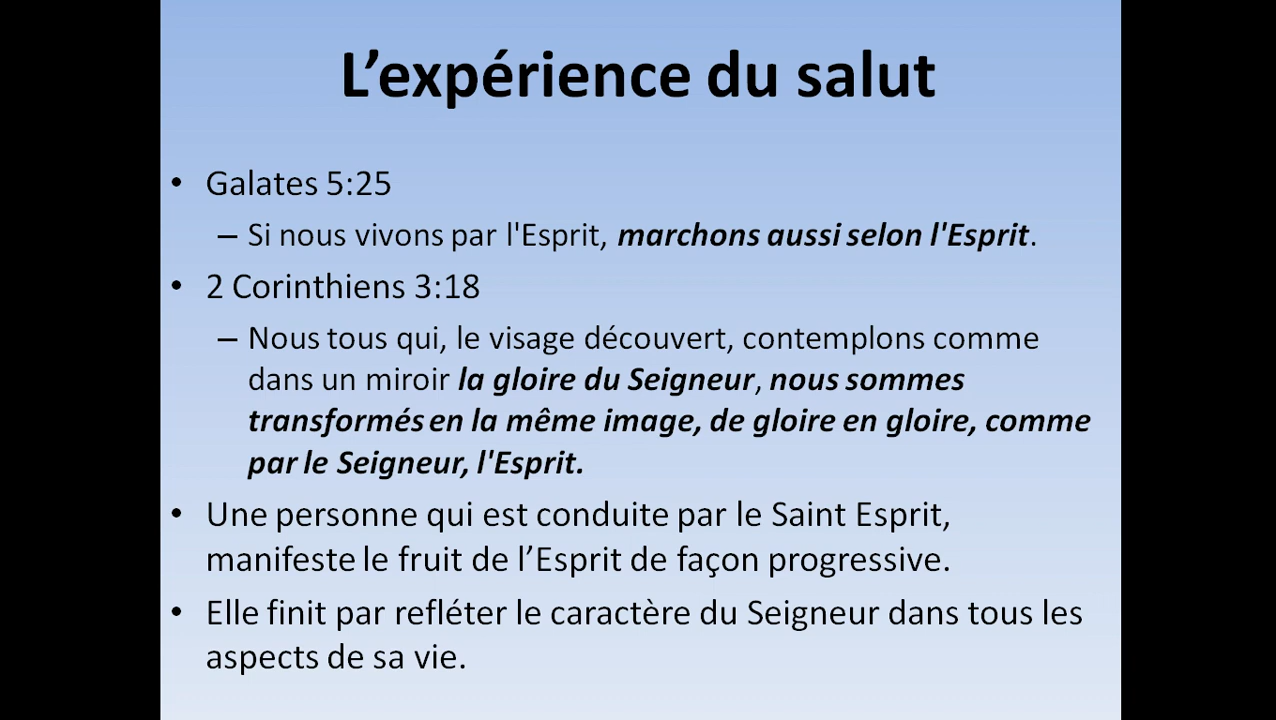 L’expérience du salut
• Galates 5:25
– Si nous vivons par l'Esprit, marchons aussi selon l'Esprit.
• 2 Corinthiens 3:18
– Nous tous qui, le visage découvert, contemplons comme
dans un miroir la gloire du Seigneur, nous sommes
transformés en la même image, de gloire en gloire, comme
par le Seigneur, l'Esprit.
• Une personne qui est conduite par le Saint Esprit,
manifeste le fruit de l’Esprit de façon progressive.
• Elle finit par refléter le caractère du Seigneur dans tous les
aspects de sa vie.